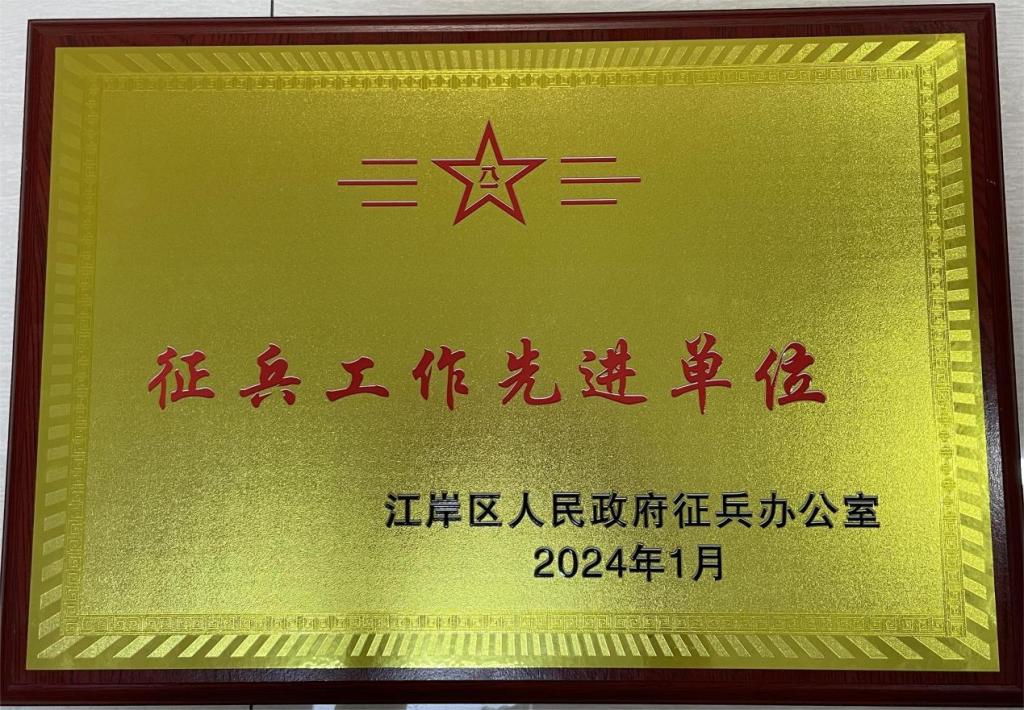 八一
征兵工作先进单位
江岸区人民政府征兵办公室
2024年1月